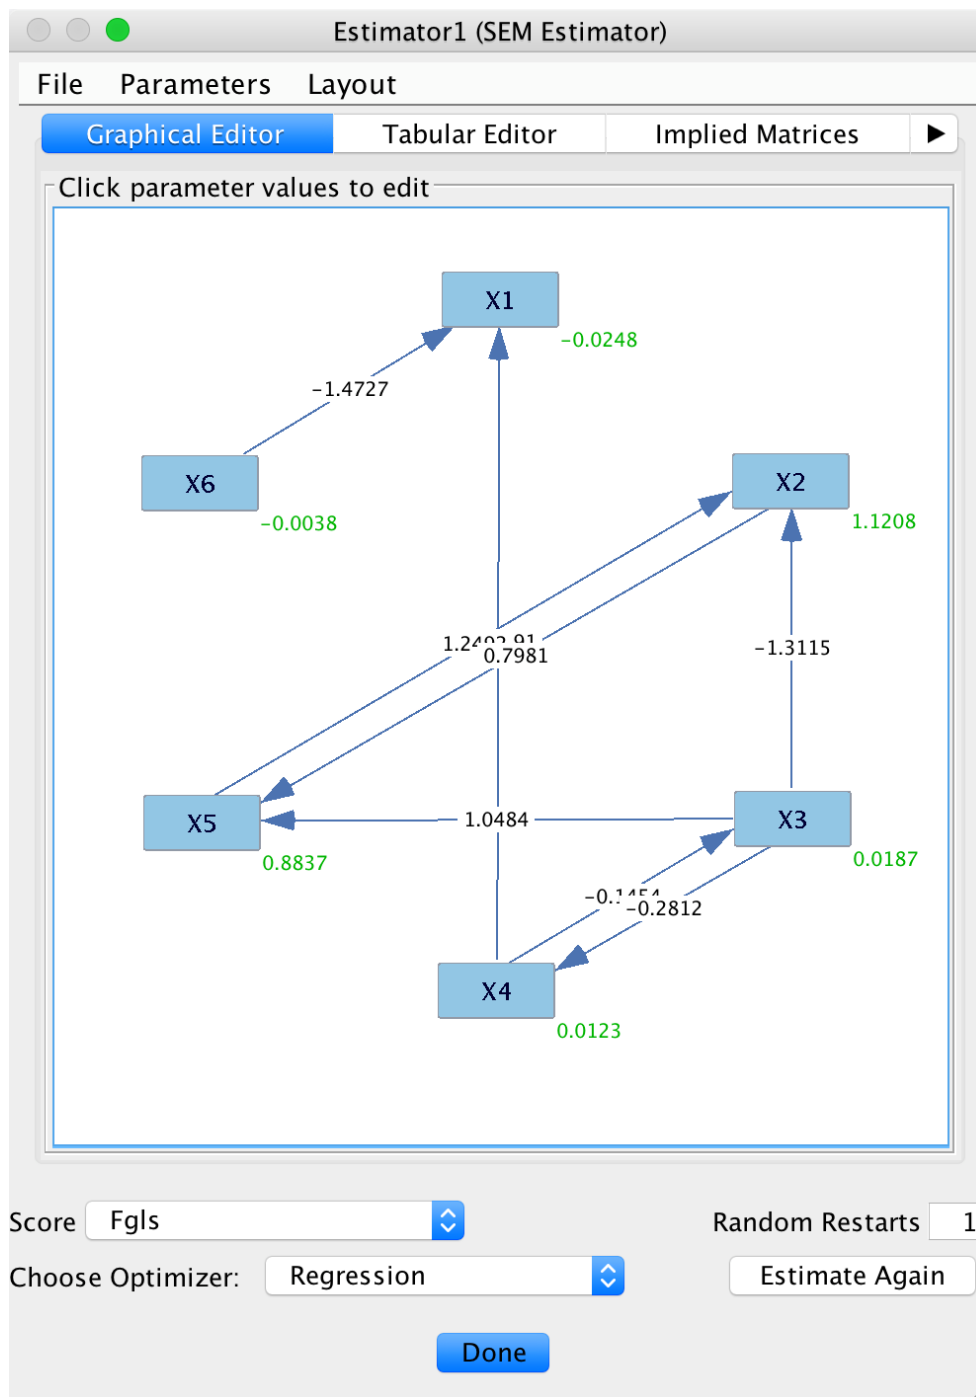 Estimator1 (SEM Estimator)
File Parameters Layout
Graphical Editor Tabular Editor Implied Matrices
Click parameter values to edit
X1
-0.0248
-1.4727
X6
-0.0038
X2
1.1208
0.7981
-1.3115
X5
0.8837
1.0484
X3
0.0187
-0.2812
X4
0.0123
Score Fgls Random Restarts 1
Choose Optimizer: Regression Estimate Again
Done